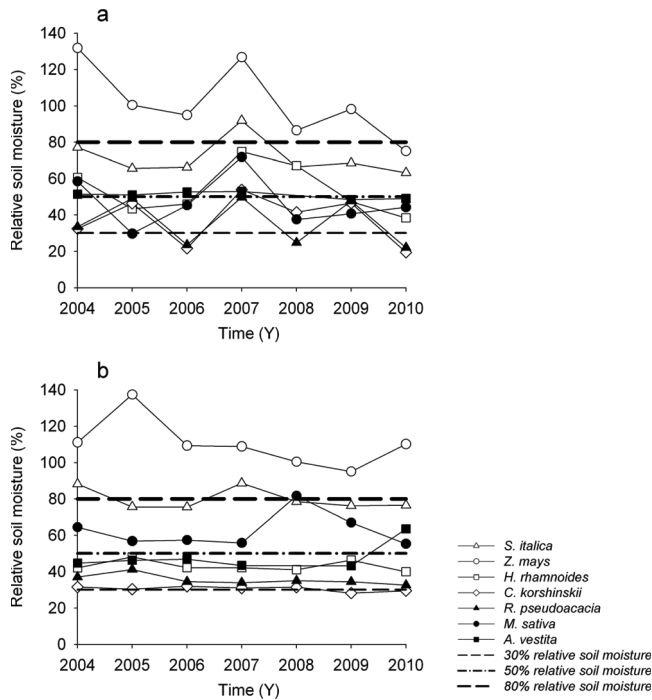 a
140
120
100
80
60
40
20
0
Relative soil moisture (%)
2004 2005 2006 2007 2008 2009 2010
Time (Y)
b
140
120
100
80
60
40
20
0
Relative soil moisture (%)
2004 2005 2006 2007 2008 2009 2010
Time (Y)
S. italica
Z. mays
H. rhamnoides
C. korshinskii
R. pseudoacacia
M. sativa
A. vestita
30% relative soil moisture
50% relative soil moisture
80% relative soil moisture